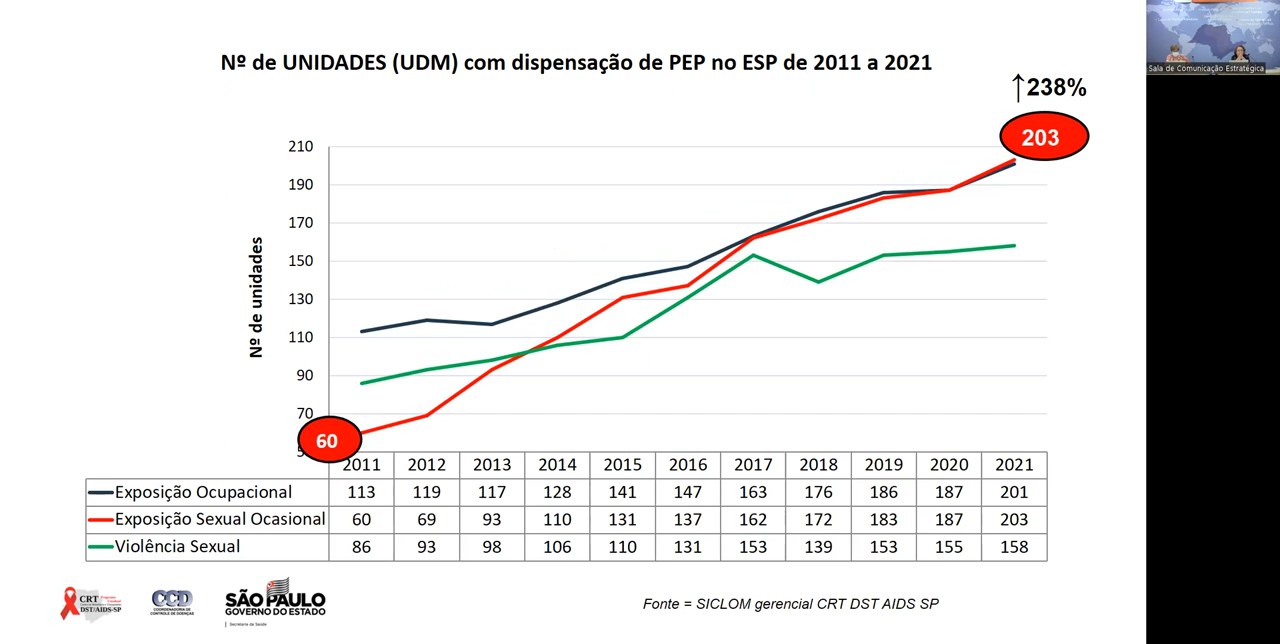 Nº de UNIDADES (UDM) com dispensação de PEP no ESP de 2011 a 2021
Sala de Comunicação Estratégica
↑238%
203
210
190
170
150
130
110
90
70
60
Nº de unidades
2011 2012 2013 2014 2015 2016 2017 2018 2019 2020 2021
Exposição Ocupacional 113 119 117 128 141 147 163 176 186 187 201
Exposição Sexual Ocasional 60 69 93 110 131 137 162 172 183 187 203
Violência Sexual 86 93 98 106 110 131 153 139 153 155 158
CRT
DST/AIDS-SP
CCD
COORDENADORIA DE
CONTROLE DE DOENÇAS
SÃO PAULO
GOVERNO DO ESTADO
Secretaria da Saúde
Fonte = SICLOM gerencial CRT DST AIDS SP